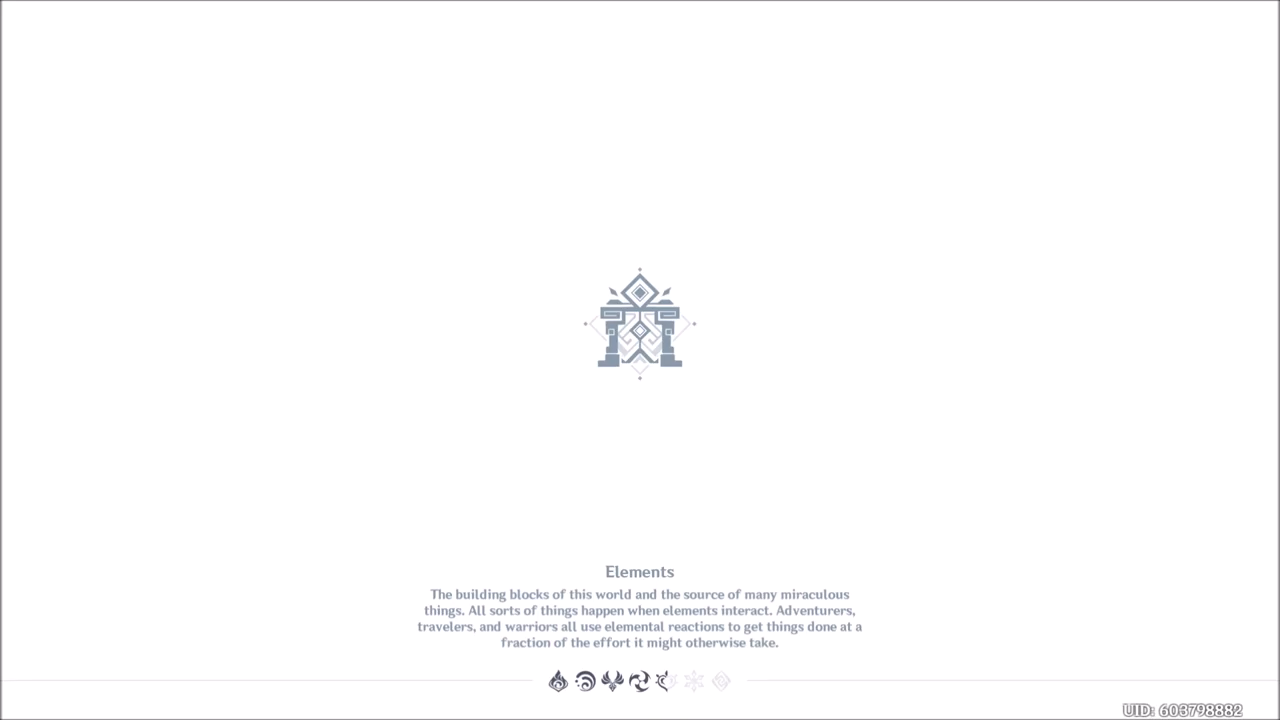 Elements
The building blocks of this world and the source of many miraculous
things. All sorts of things happen when elements interact. Adventurers,
travelers, and warriors all use elemental reactions to get things done at a
fraction of the effort it might otherwise take.
UID: 603798882